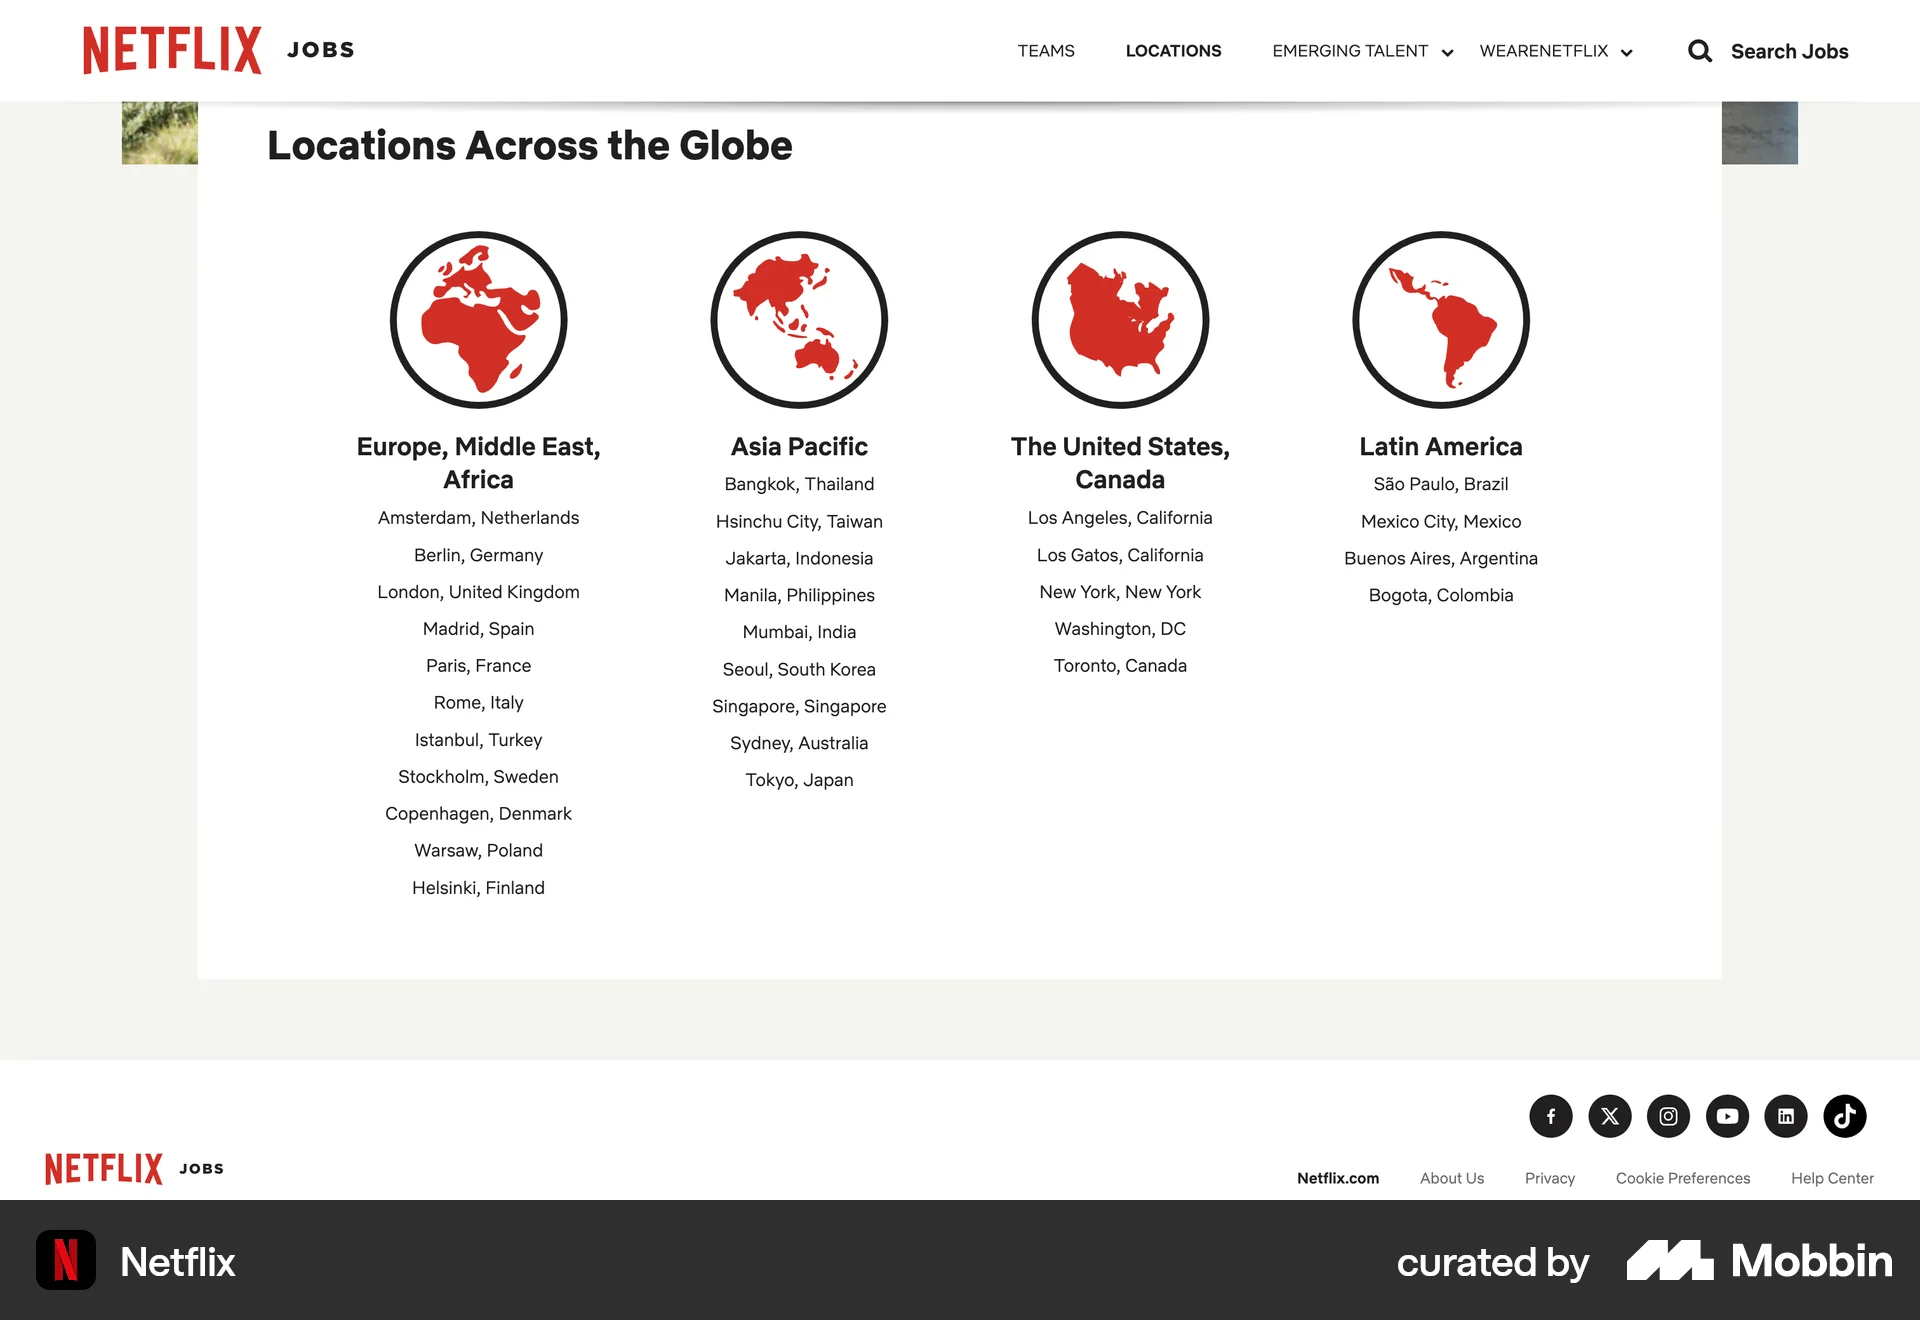 NETFLIX JOBS
TEAMS
LOCATIONS
EMERGING TALENT
WEARENETFLIX
Search Jobs
Locations Across the Globe
Europe, Middle East,
Africa
Amsterdam, Netherlands
Berlin, Germany
London, United Kingdom
Madrid, Spain
Paris, France
Rome, Italy
Istanbul, Turkey
Stockholm, Sweden
Copenhagen, Denmark
Warsaw, Poland
Helsinki, Finland
Asia Pacific
Bangkok, Thailand
Hsinchu City, Taiwan
Jakarta, Indonesia
Manila, Philippines
Mumbai, India
Seoul, South Korea
Singapore, Singapore
Sydney, Australia
Tokyo, Japan
The United States,
Canada
Los Angeles, California
Los Gatos, California
New York, New York
Washington, DC
Toronto, Canada
Latin America
São Paulo, Brazil
Mexico City, Mexico
Buenos Aires, Argentina
Bogota, Colombia
NETFLIX JOBS
Netflix.com
About Us
Privacy
Cookie Preferences
Help Center
N
Netflix
curated by
Mobbin